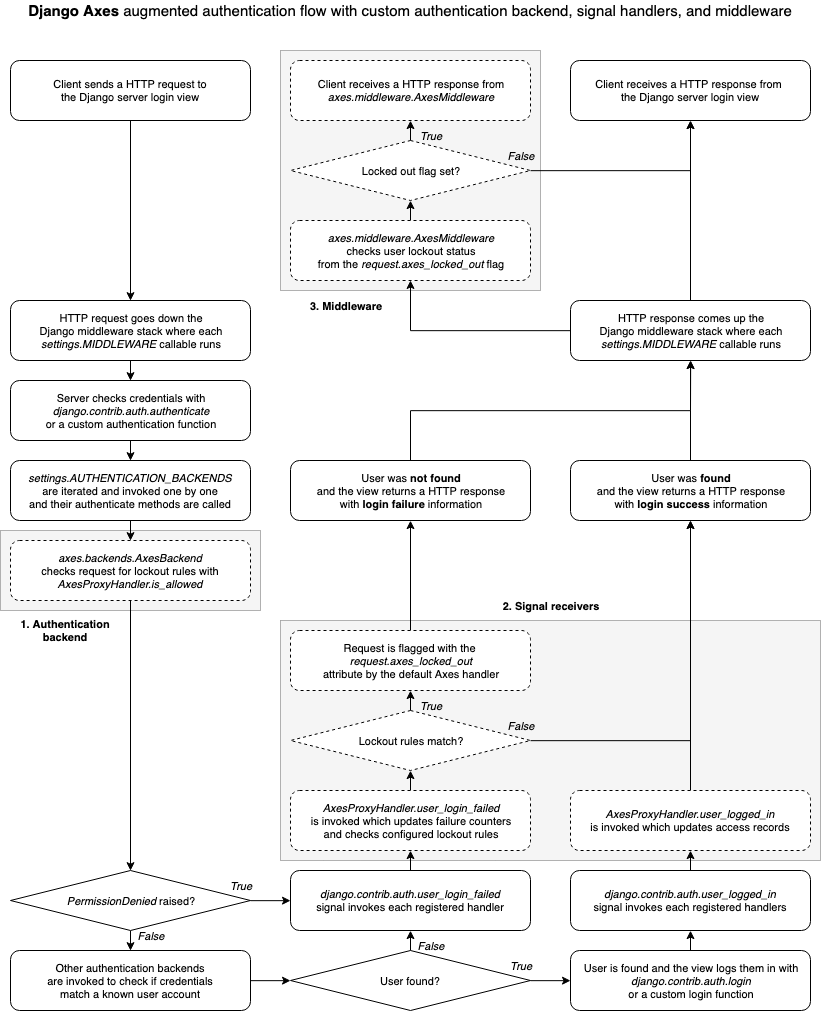 Django Axes augmented authentication flow with custom authentication backend, signal handlers, and middleware
Client sends a HTTP request to
the Django server login view
HTTP request goes down the
Django middleware stack where each
settings.MIDDLEWARE callable runs
Server checks credentials with
django.contrib.auth.authenticate
or a custom authentication function
settings.AUTHENTICATION_BACKENDS
are iterated and invoked one by one
and their authenticate methods are called
axes.backends.AxesBackend
checks request for lockout rules with
AxesProxyHandler.is_allowed
1. Authentication
backend
PermissionDenied raised?
True
False
Other authentication backends
are invoked to check if credentials
match a known user account
User found?
False
True
django.contrib.auth.user_login_failed
signal invokes each registered handler
User is found and the view logs them in with
django.contrib.auth.login
or a custom login function
django.contrib.auth.user_logged_in
signal invokes each registered handlers
2. Signal receivers
AxesProxyHandler.user_login_failed
is invoked which updates failure counters
and checks configured lockout rules
AxesProxyHandler.user_logged_in
is invoked which updates access records
Lockout rules match?
True
False
Request is flagged with the
request.axes_locked_out
attribute by the default Axes handler
User was not found
and the view returns a HTTP response
with login failure information
User was found
and the view returns a HTTP response
with login success information
HTTP response comes up the
Django middleware stack where each
settings.MIDDLEWARE callable runs
3. Middleware
axes.middleware.AxesMiddleware
checks user lockout status
from the request.axes_locked_out flag
Locked out flag set?
True
False
Client receives a HTTP response from
axes.middleware.AxesMiddleware
Client receives a HTTP response from
the Django server login view